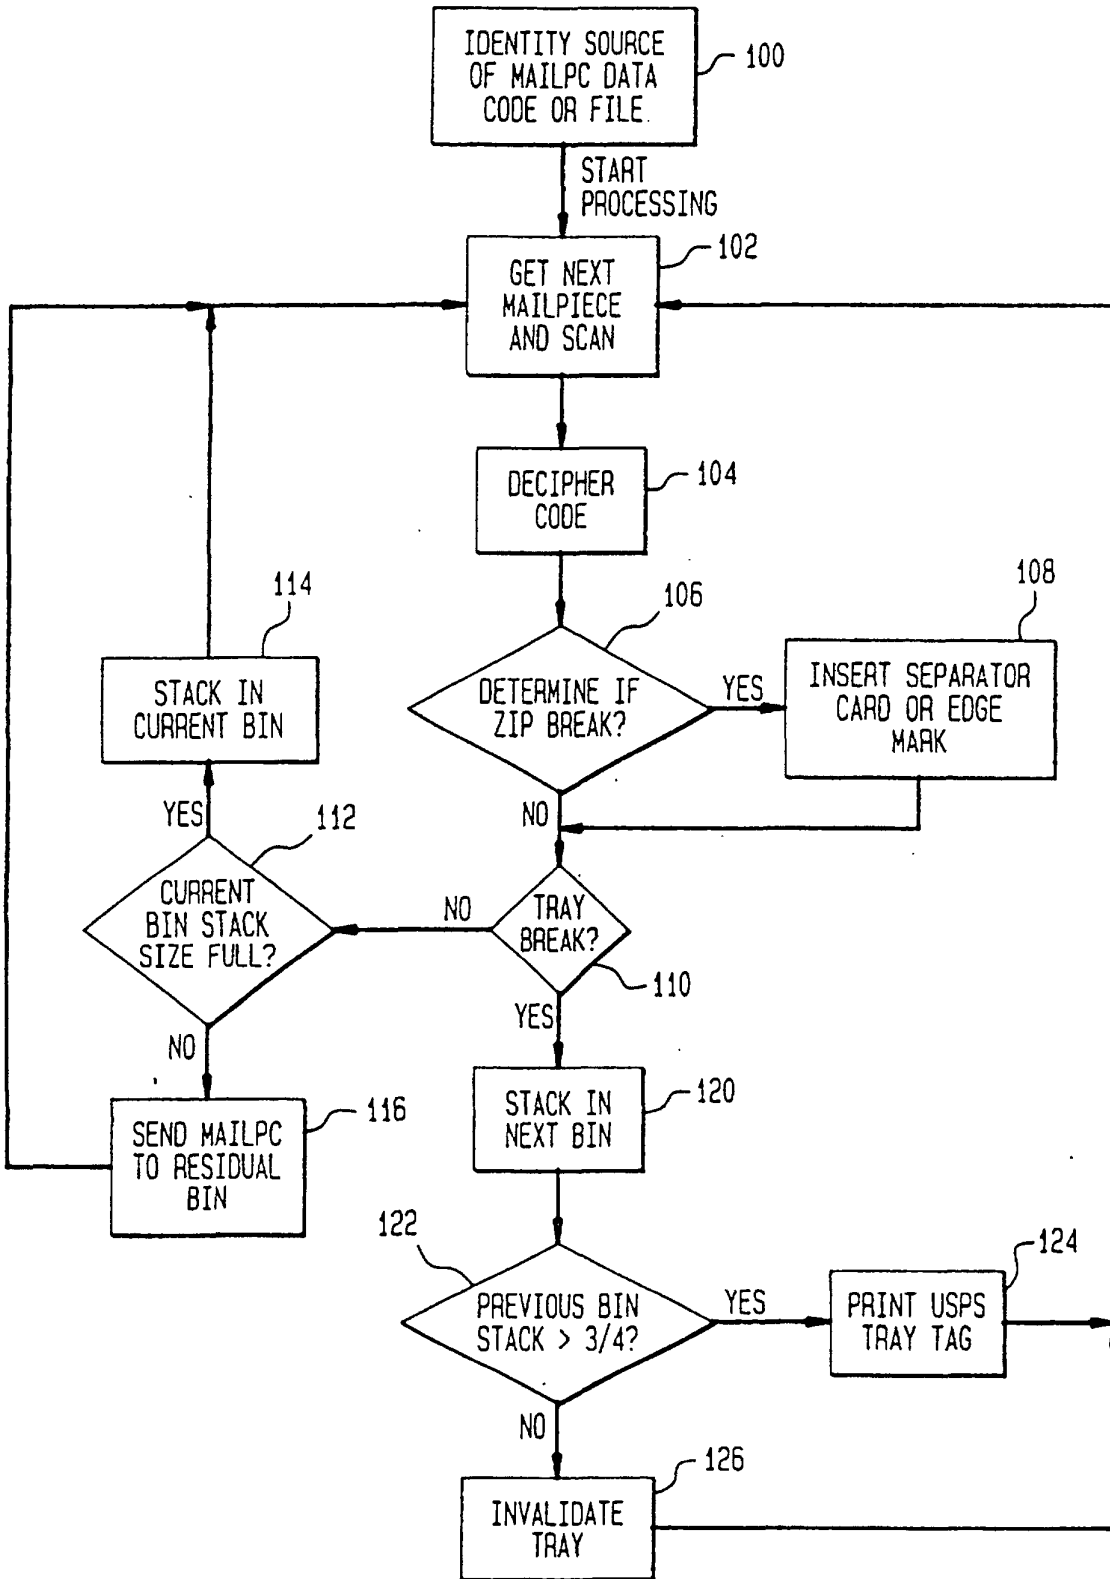 IDENTITY SOURCE
OF MAILPC DATA
CODE OR FILE.
100
START
PROCESSING
102
GET NEXT
MAILPIECE
AND SCAN
DECIPHER
CODE
104
106
108
114
DETERMINE IF
ZIP BREAK?
YES
INSERT SEPARATOR
CARD OR EDGE
MARK
STACK IN
CURRENT BIN
YES
112
NO
CURRENT
BIN STACK
SIZE FULL?
NO
TRAY
BREAK?
110
NO
YES
116
SEND MAILPC
TO RESIDUAL
BIN
STACK IN
NEXT BIN
120
122
124
PREVIOUS BIN
STACK > 3/4?
YES
PRINT USPS
TRAY TAG
NO
126
INVALIDATE
TRAY